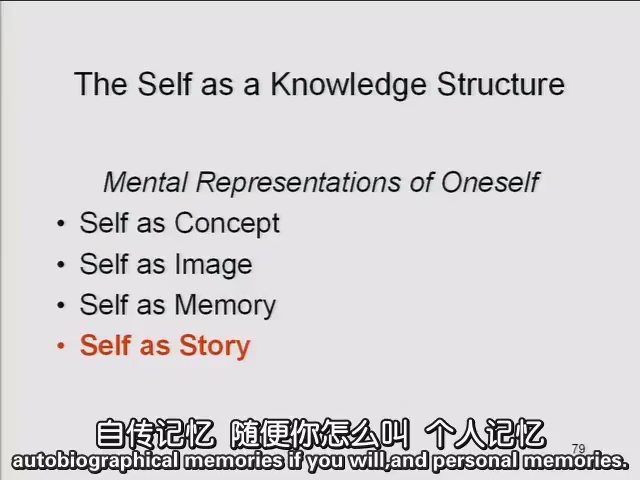 The Self as a Knowledge Structure
Mental Representations of Oneself
• Self as Concept
• Self as Image
• Self as Memory
• Self as Story
自传记忆 随便你怎么叫 个人记忆
79
autobiographical memories if you will,and personal memories.